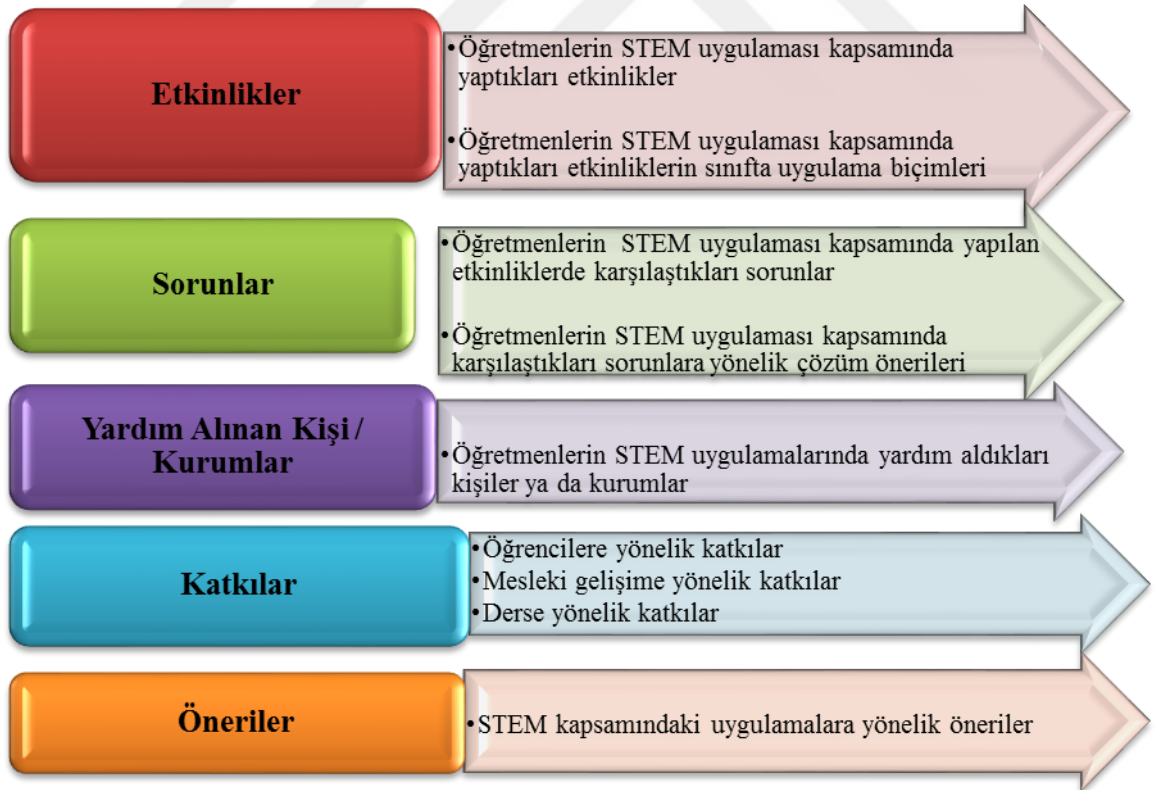 Etkinlikler
•Öğretmenlerin STEM uygulaması kapsamında
yaptıkları etkinlikler
•Öğretmenlerin STEM uygulaması kapsamında
yaptıkları etkinliklerin sınıfta uygulama biçimleri
Sorunlar
•Öğretmenlerin STEM uygulaması kapsamında yapılan
etkinliklerde karşılaştıkları sorunlar
•Öğretmenlerin STEM uygulaması kapsamında
karşılaştıkları sorunlara yönelik çözüm önerileri
Yardım Alınan Kişi /
Kurumlar
•Öğretmenlerin STEM uygulamalarında yardım aldıkları
kişiler ya da kurumlar
Katkılar
•Öğrencilere yönelik katkılar
•Mesleki gelişime yönelik katkılar
•Derse yönelik katkılar
Öneriler
•STEM kapsamındaki uygulamalara yönelik öneriler